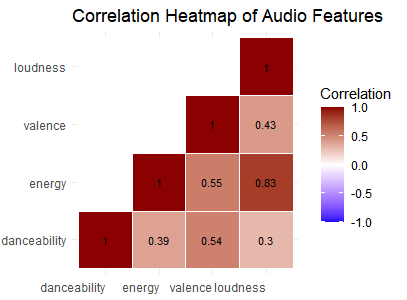 Correlation Heatmap of Audio Features
loudness
1
valence
1
0.43
energy
1
0.55
0.83
danceability
1
0.39
0.54
0.3
danceability
energy
valence
loudness
Correlation
1.0
0.5
0.0
-0.5
-1.0